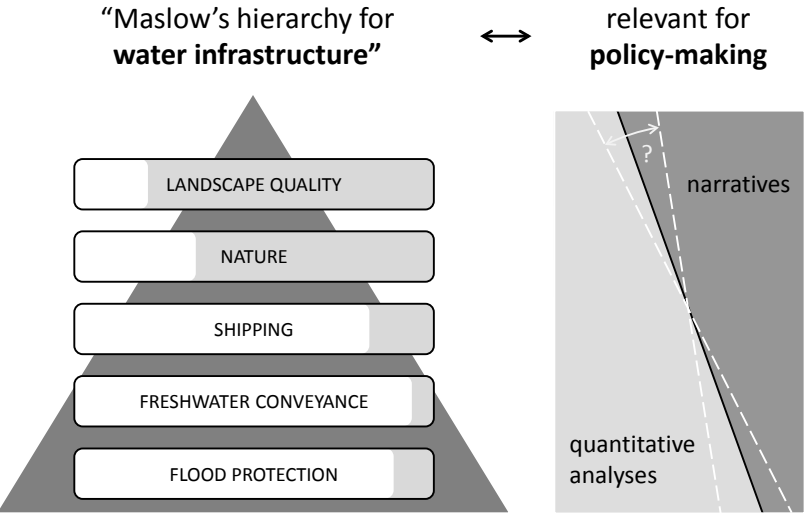 “Maslow’s hierarchy for
water infrastructure”
relevant for
policy-making
LANDSCAPE QUALITY
NATURE
SHIPPING
FRESHWATER CONVEYANCE
FLOOD PROTECTION
?
narratives
quantitative
analyses